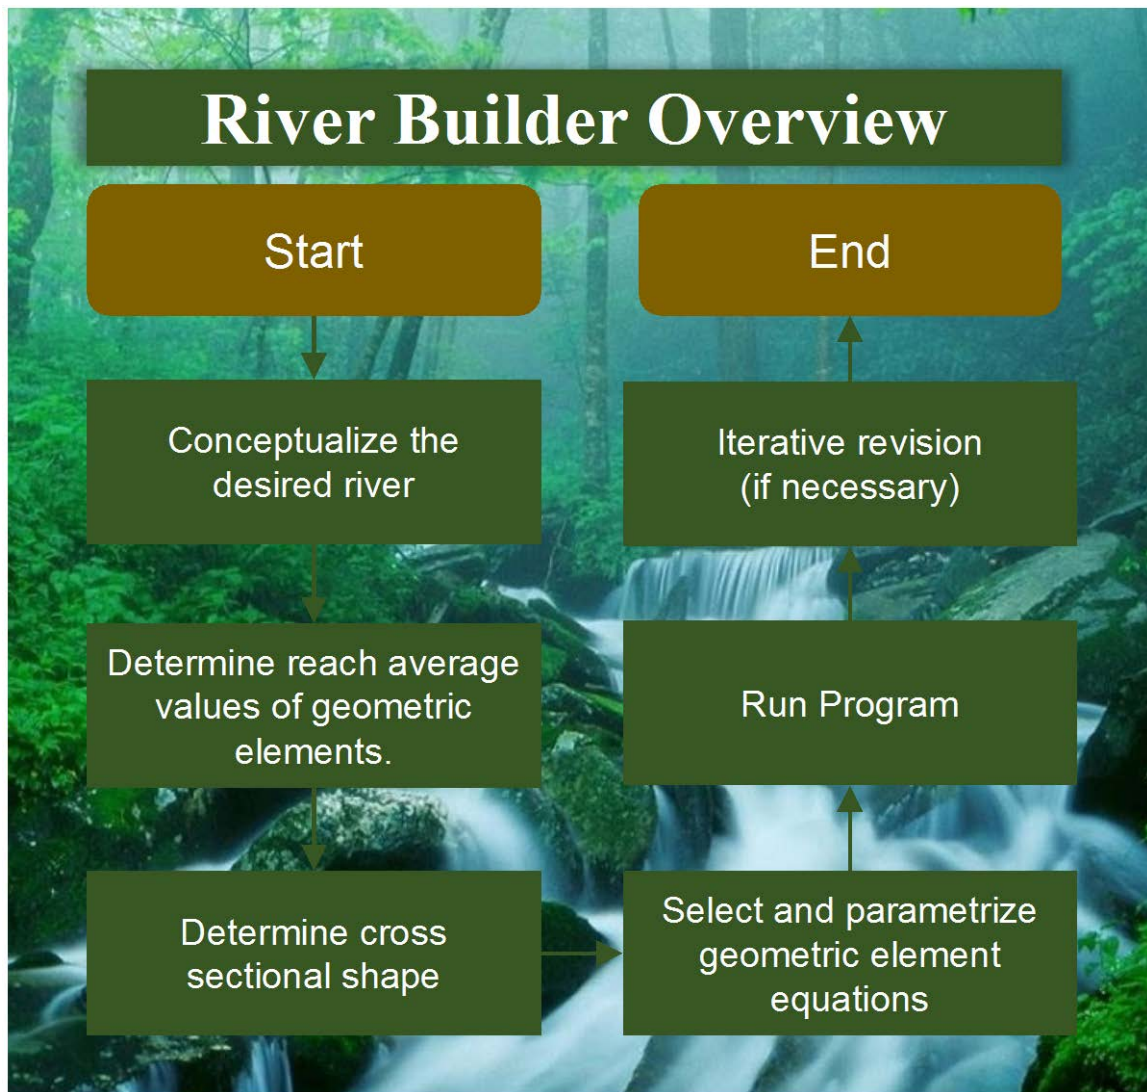 River Builder Overview
Start
Conceptualize the
desired river
Determine reach average
values of geometric
elements.
Determine cross
sectional shape
Select and parametrize
geometric element
equations
Run Program
Iterative revision
(if necessary)
End